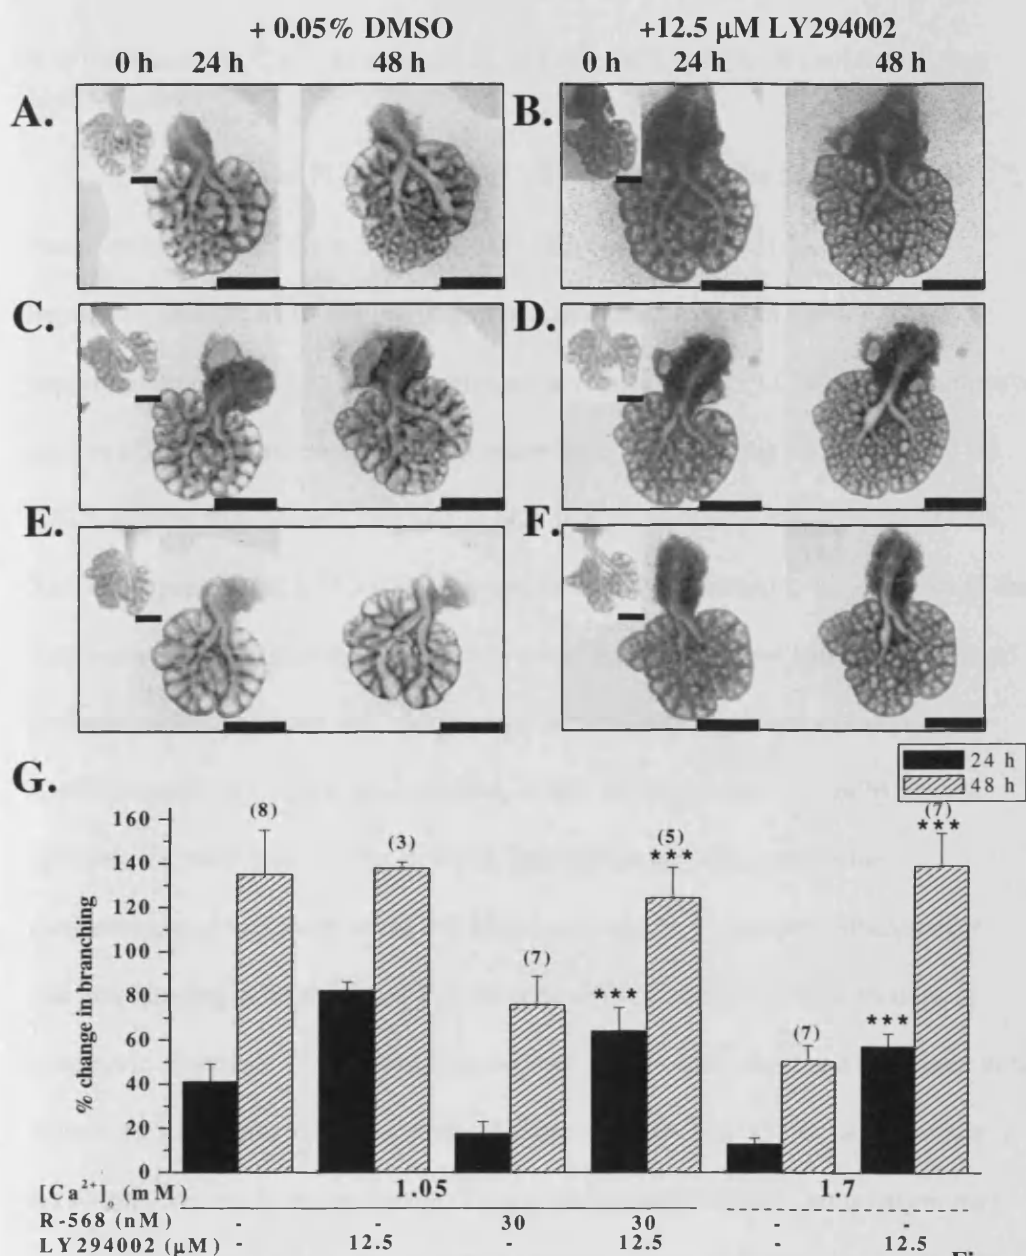 + 0.05% DMSO +12.5 µM LY294002
0 h 24 h 48 h 0 h 24 h 48 h
A. B.
C. D.
E. F.
24 h
48 h
G.
% change in branching
160
140
120
100
80
60
40
20
0
(8) (3) (7) (5) (7) (7)
*** *** *** ***
[Ca²⁺]ₒ (mM) 1.05 1.7
R-568 (nM) - - 30 30 - -
LY294002 (µM) - 12.5 - 12.5 - 12.5